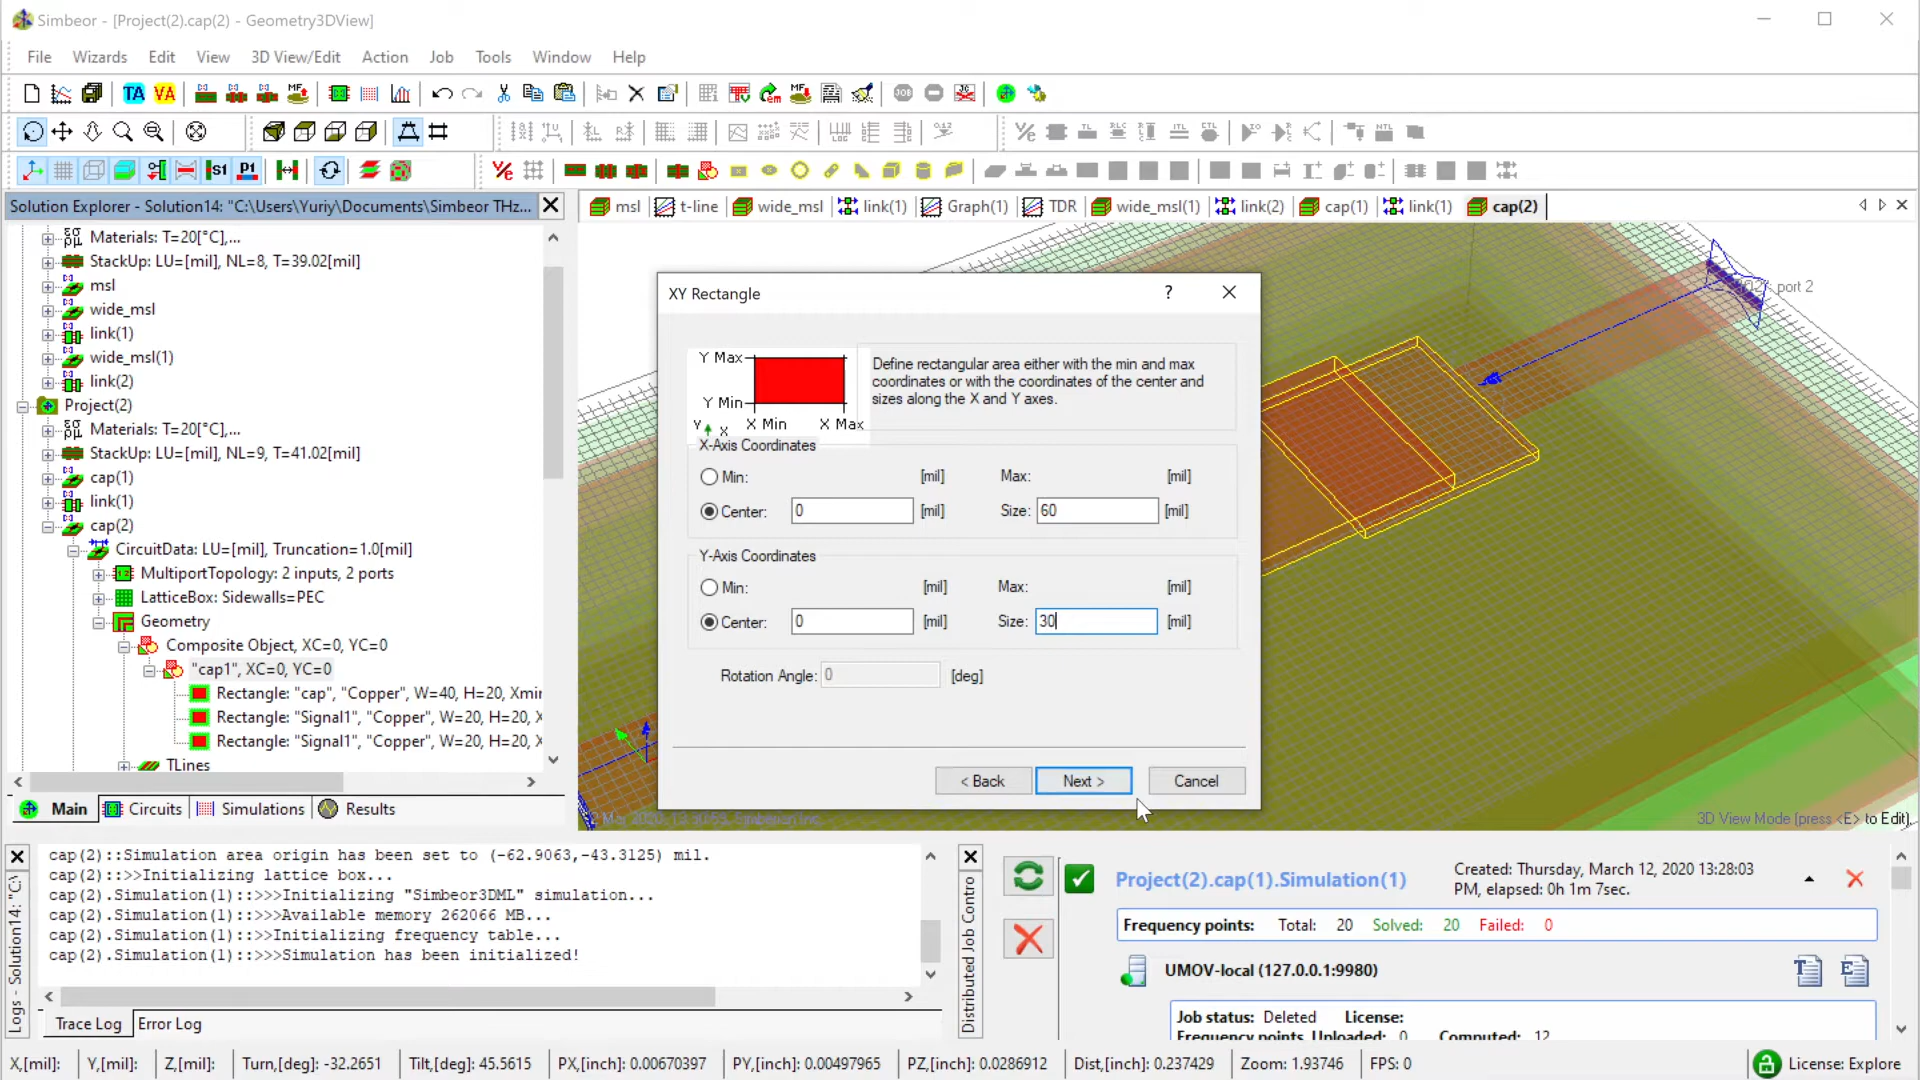 Simbeor - [Project(2).cap(2) - Geometry3DView]
File Wizards Edit View 3D View/Edit Action Job Tools Window Help
TA VA
S1 P1
Solution Explorer - Solution14: "C:\Users\Yuriy\Documents\Simbeor THz...
msl t-line wide_msl link(1) Graph(1) TDR wide_msl(1) link(2) cap(1) link(1) cap(2)
Materials: T=20[°C],...
StackUp: LU=[mil], NL=8, T=39.02[mil]
msl
wide_msl
link(1)
wide_msl(1)
link(2)
Project(2)
Materials: T=20[°C],...
StackUp: LU=[mil], NL=9, T=41.02[mil]
cap(1)
link(1)
cap(2)
CircuitData: LU=[mil], Truncation=1.0[mil]
MultiportTopology: 2 inputs, 2 ports
LatticeBox: Sidewalls=PEC
Geometry
Composite Object, XC=0, YC=0
"cap1", XC=0, YC=0
Rectangle: "cap", "Copper", W=40, H=20, Xmin
Rectangle: "Signal1", "Copper", W=20, H=20, X
Rectangle: "Signal1", "Copper", W=20, H=20, X
TLines
Main Circuits Simulations Results
port 2
3D View Mode (press <E> to Edit)
XY Rectangle
?
Y Max
Y Min
Y X X Min X Max
Define rectangular area either with the min and max
coordinates or with the coordinates of the center and
sizes along the X and Y axes.
X-Axis Coordinates
Min: [mil] Max: [mil]
Center: 0 [mil] Size: 60 [mil]
Y-Axis Coordinates
Min: [mil] Max: [mil]
Center: 0 [mil] Size: 30 [mil]
Rotation Angle: 0 [deg]
< Back Next > Cancel
Logs - Solution14: "C:\
cap(2)::Simulation area origin has been set to (-62.9063,-43.3125) mil.
cap(2)::>>Initializing lattice box...
cap(2).Simulation(1)::>>>Initializing "Simbeor3DML" simulation...
cap(2).Simulation(1)::>>>Available memory 262066 MB...
cap(2).Simulation(1)::>>>Initializing frequency table...
cap(2).Simulation(1)::>>>Simulation has been initialized!
Trace Log Error Log
Distributed Job Contro
Project(2).cap(1).Simulation(1)
Created: Thursday, March 12, 2020 13:28:03
PM, elapsed: 0h 1m 7sec.
Frequency points: Total: 20 Solved: 20 Failed: 0
UMOV-local (127.0.0.1:9980)
Job status: Deleted License:
Frequency points Uploaded: 0 Computed: 12
X,[mil]: Y,[mil]: Z,[mil]: Turn,[deg]: -32.2651 Tilt,[deg]: 45.5615 PX,[inch]: 0.00670397 PY,[inch]: 0.00497965 PZ,[inch]: 0.0286912 Dist,[inch]: 0.237429 Zoom: 1.93746 FPS: 0 License: Explore